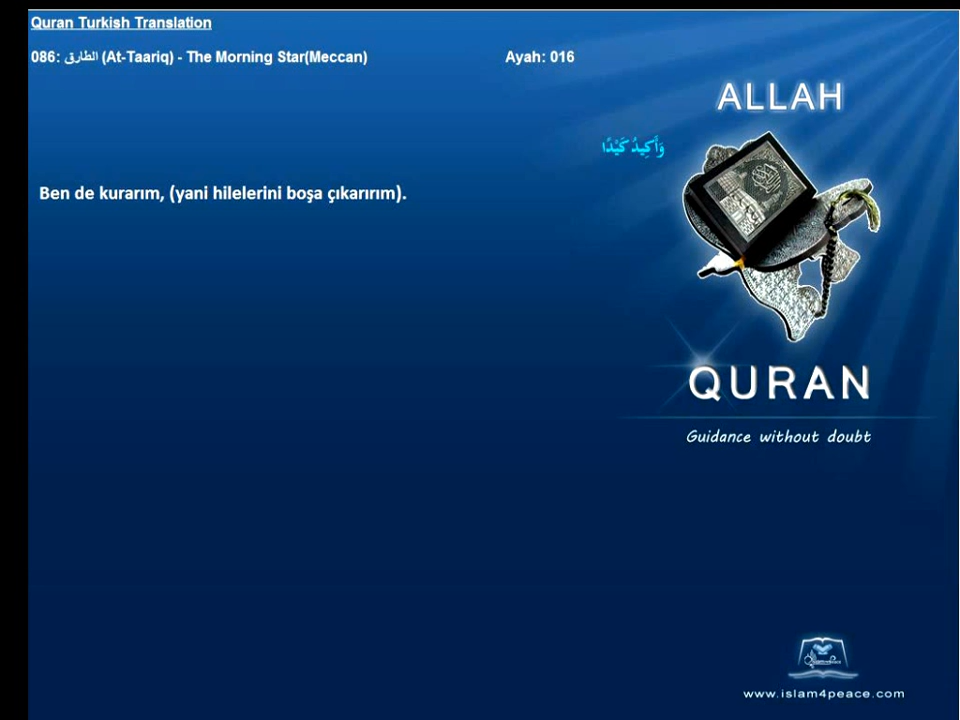 Quran Turkish Translation
086: الطارق (At-Taariq) - The Morning Star(Meccan) Ayah: 016
ALLAH
وَأَكِيدُ كَيْدًا
Ben de kurarım, (yani hilelerini boşa çıkarırım).
QURAN
Guidance without doubt
www.islam4peace.com